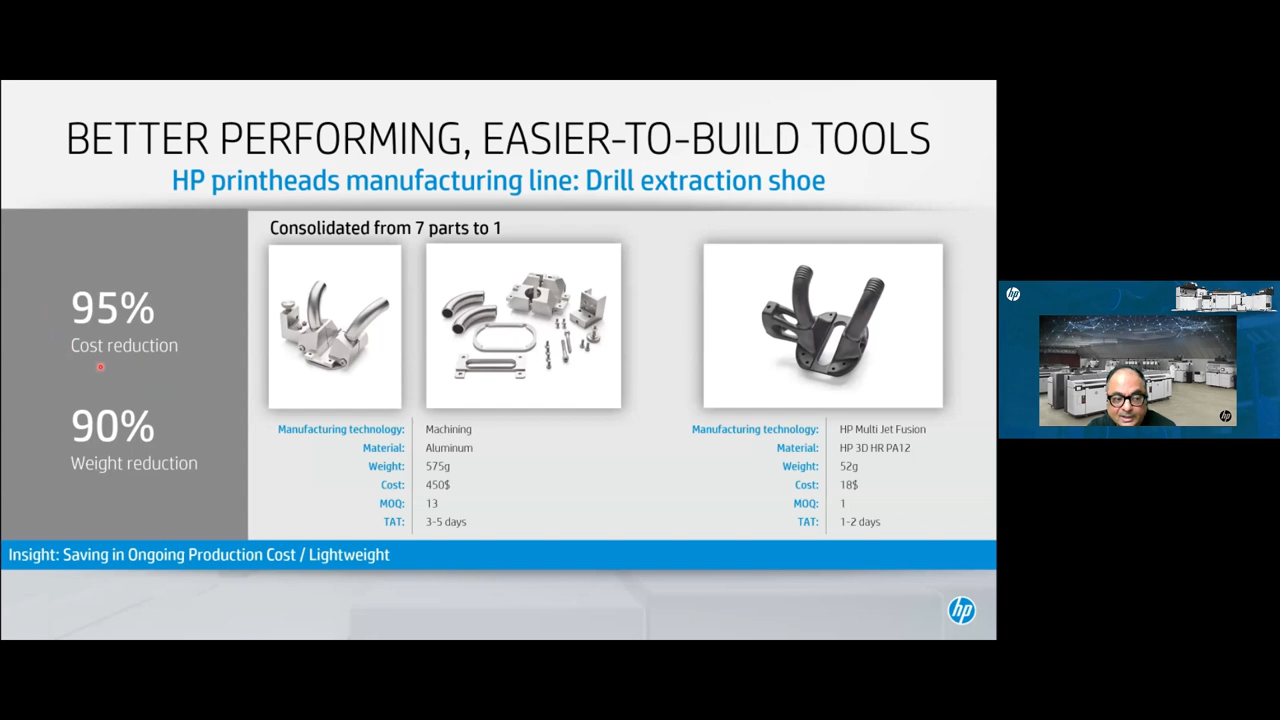 BETTER PERFORMING, EASIER-TO-BUILD TOOLS
HP printheads manufacturing line: Drill extraction shoe
95%
Cost reduction
90%
Weight reduction
Consolidated from 7 parts to 1
Manufacturing technology: Machining
Material: Aluminum
Weight: 575g
Cost: 450$
MOQ: 13
TAT: 3-5 days
Manufacturing technology: HP Multi Jet Fusion
Material: HP 3D HR PA12
Weight: 52g
Cost: 18$
MOQ: 1
TAT: 1-2 days
Insight: Saving in Ongoing Production Cost / Lightweight
hp
hp
hp